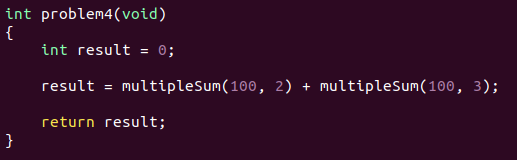 int problem4(void)
{
    int result = 0;

    result = multipleSum(100, 2) + multipleSum(100, 3);

    return result;
}